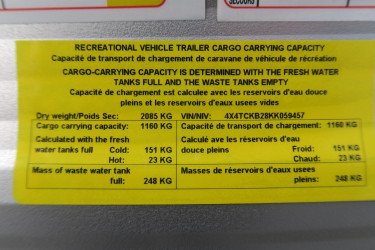 SECOURS
RECREATIONAL VEHICLE TRAILER CARGO CARRYING CAPACITY
Capacité de transport de chargement de caravane de véhicule de récréation
CARGO-CARRYING CAPACITY IS DETERMINED WITH THE FRESH WATER
TANKS FULL AND THE WASTE TANKS EMPTY
Capacité de chargement est calculee avec les reservoirs d'eau douce
pleins et les reservoirs d'eaux usees vides
Dry weight/Poids Sec: 2085 KG VIN/NIV: 4X4TCKB28KK059457
Cargo carrying capacity: 1160 KG Capacité de transport de chargement: 1160 KG
Calculated with the fresh Calculé ave les réservoirs d'eau
water tanks full Cold: 151 KG douce pleins Froid: 151 KG
Hot: 23 KG Chaud: 23 KG
Mass of waste water tank Masses de réservoirs d'eaux usees
full: 248 KG pleins: 248 KG